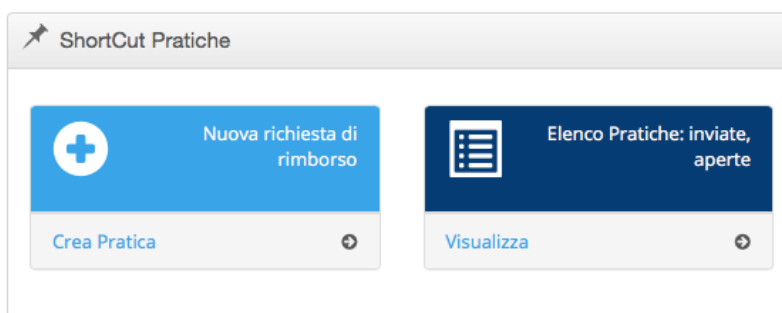 ShortCut Pratiche
Nuova richiesta di
rimborso
Elenco Pratiche: inviate,
aperte
Crea Pratica
Visualizza